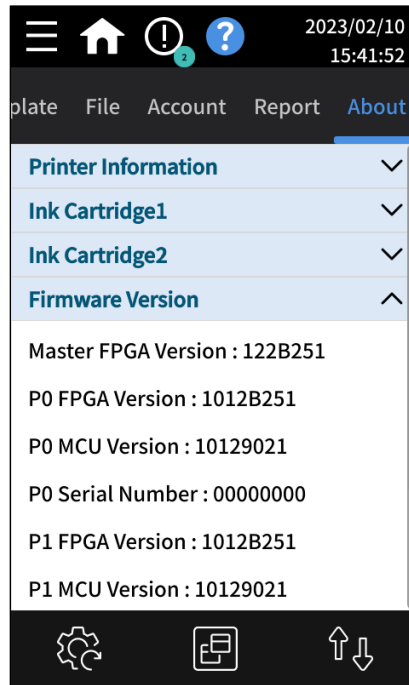 2023/02/10
15:41:52
2
plate File Account Report About
Printer Information
Ink Cartridge1
Ink Cartridge2
Firmware Version
Master FPGA Version : 122B251
P0 FPGA Version : 1012B251
P0 MCU Version : 10129021
P0 Serial Number : 00000000
P1 FPGA Version : 1012B251
P1 MCU Version : 10129021